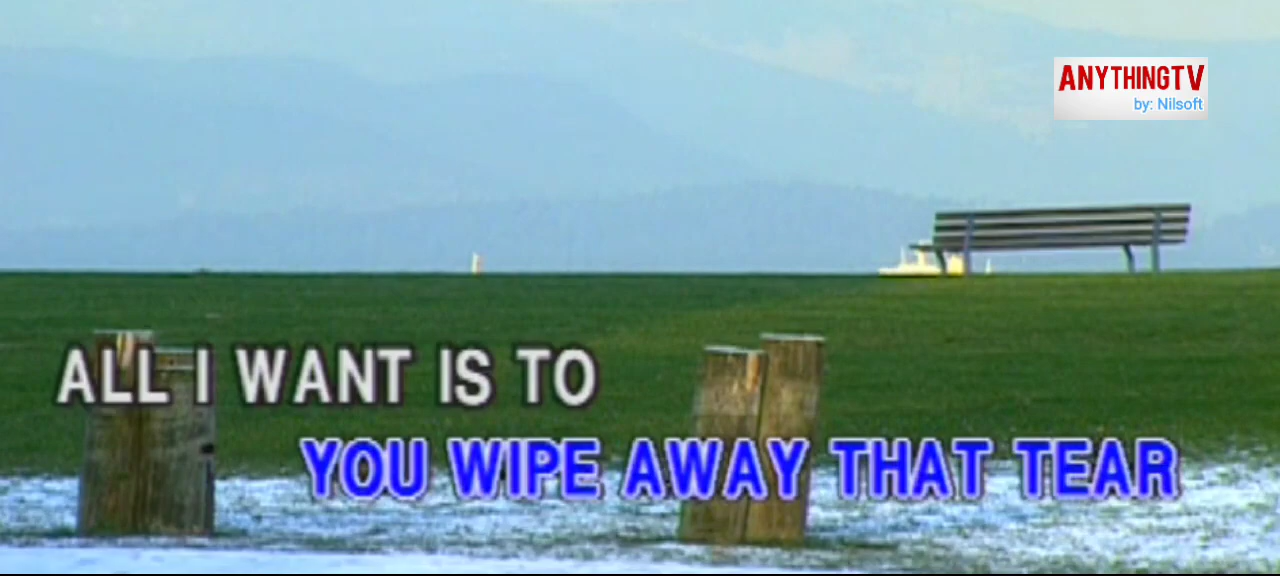 ANYTHINGTV
by: Nilsoft
ALL I WANT IS TO
YOU WIPE AWAY THAT TEAR